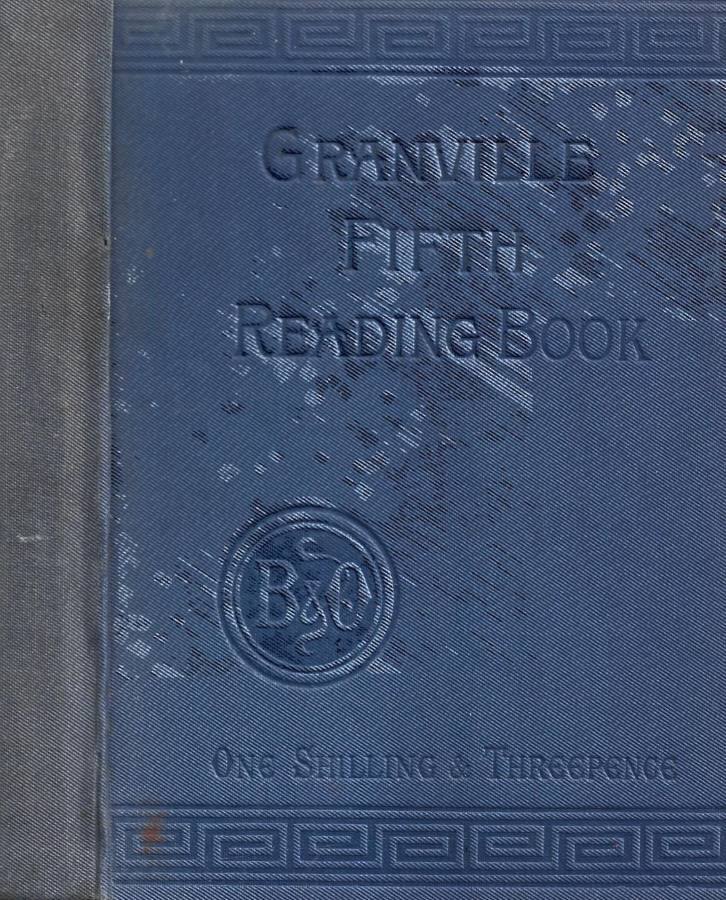 GRANVILLE
FIFTH
READING BOOK
B&O
ONE SHILLING & THREEPENCE